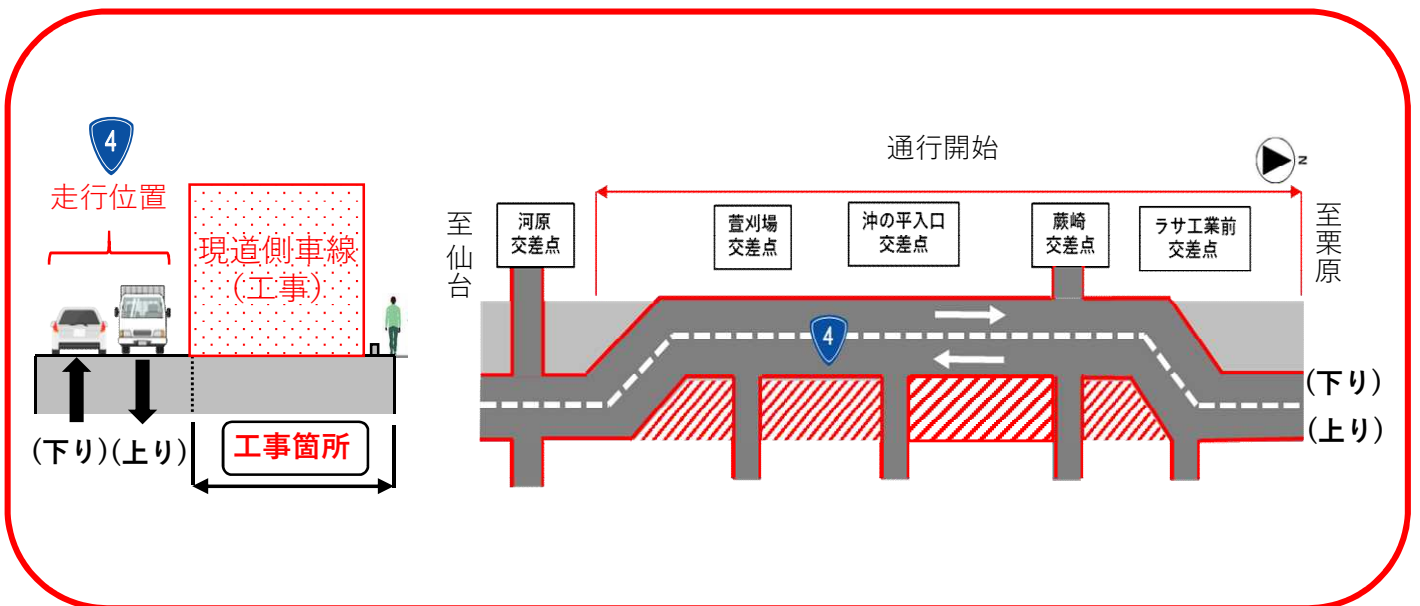 4
走行位置
現道側車線
(工事)
(下り)(上り)
工事箇所
通行開始
N
至仙台
河原
交差点
萱刈場
交差点
沖の平入口
交差点
蕨崎
交差点
ラサ工業前
交差点
至栗原
4
(下り)
(上り)